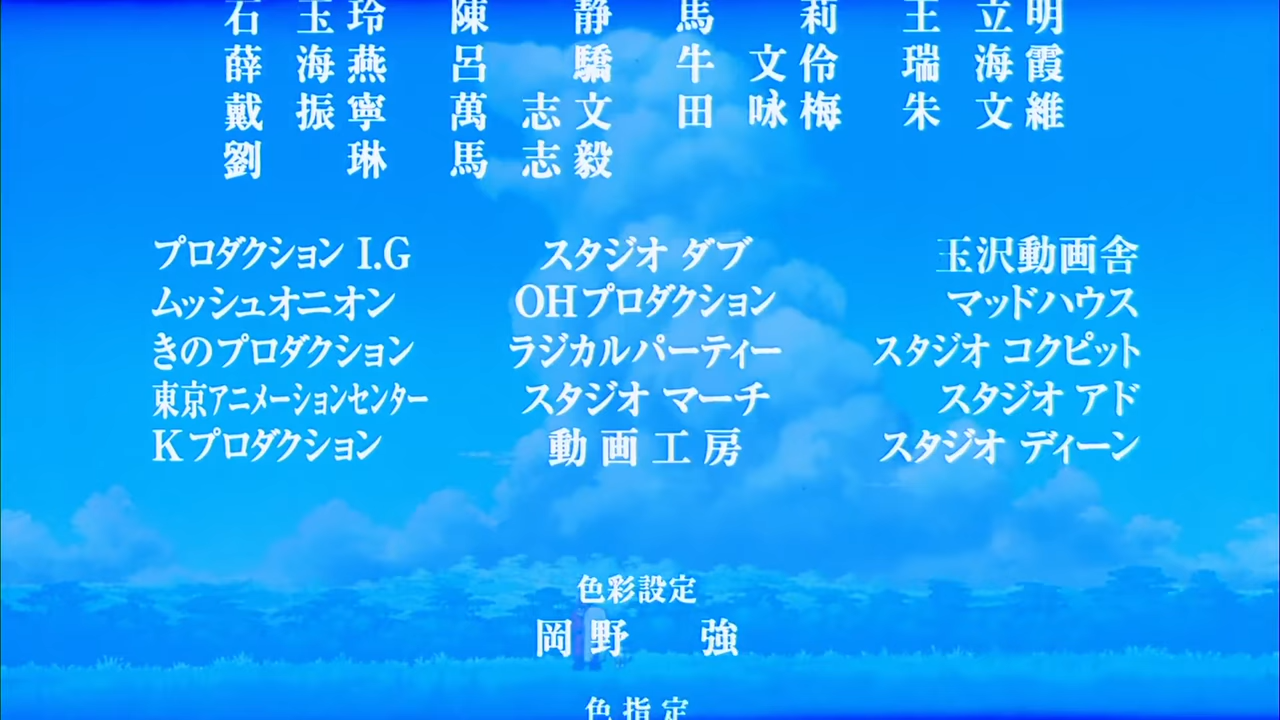 石 玉玲 陳 静 馬 莉 王 立明
薛 海燕 呂 驕 牛 文伶 瑞 海霞
戴 振寧 萬 志文 田 咏梅 朱 文維
劉 琳 馬 志毅
プロダクション I.G スタジオ ダブ 玉沢動画舎
ムッシュオニオン OHプロダクション マッドハウス
きのプロダクション ラジカルパーティー スタジオ コクピット
東京アニメーションセンター スタジオ マーチ スタジオ アド
Kプロダクション 動画工房 スタジオ ディーン
色彩設定
岡野 強
色指定